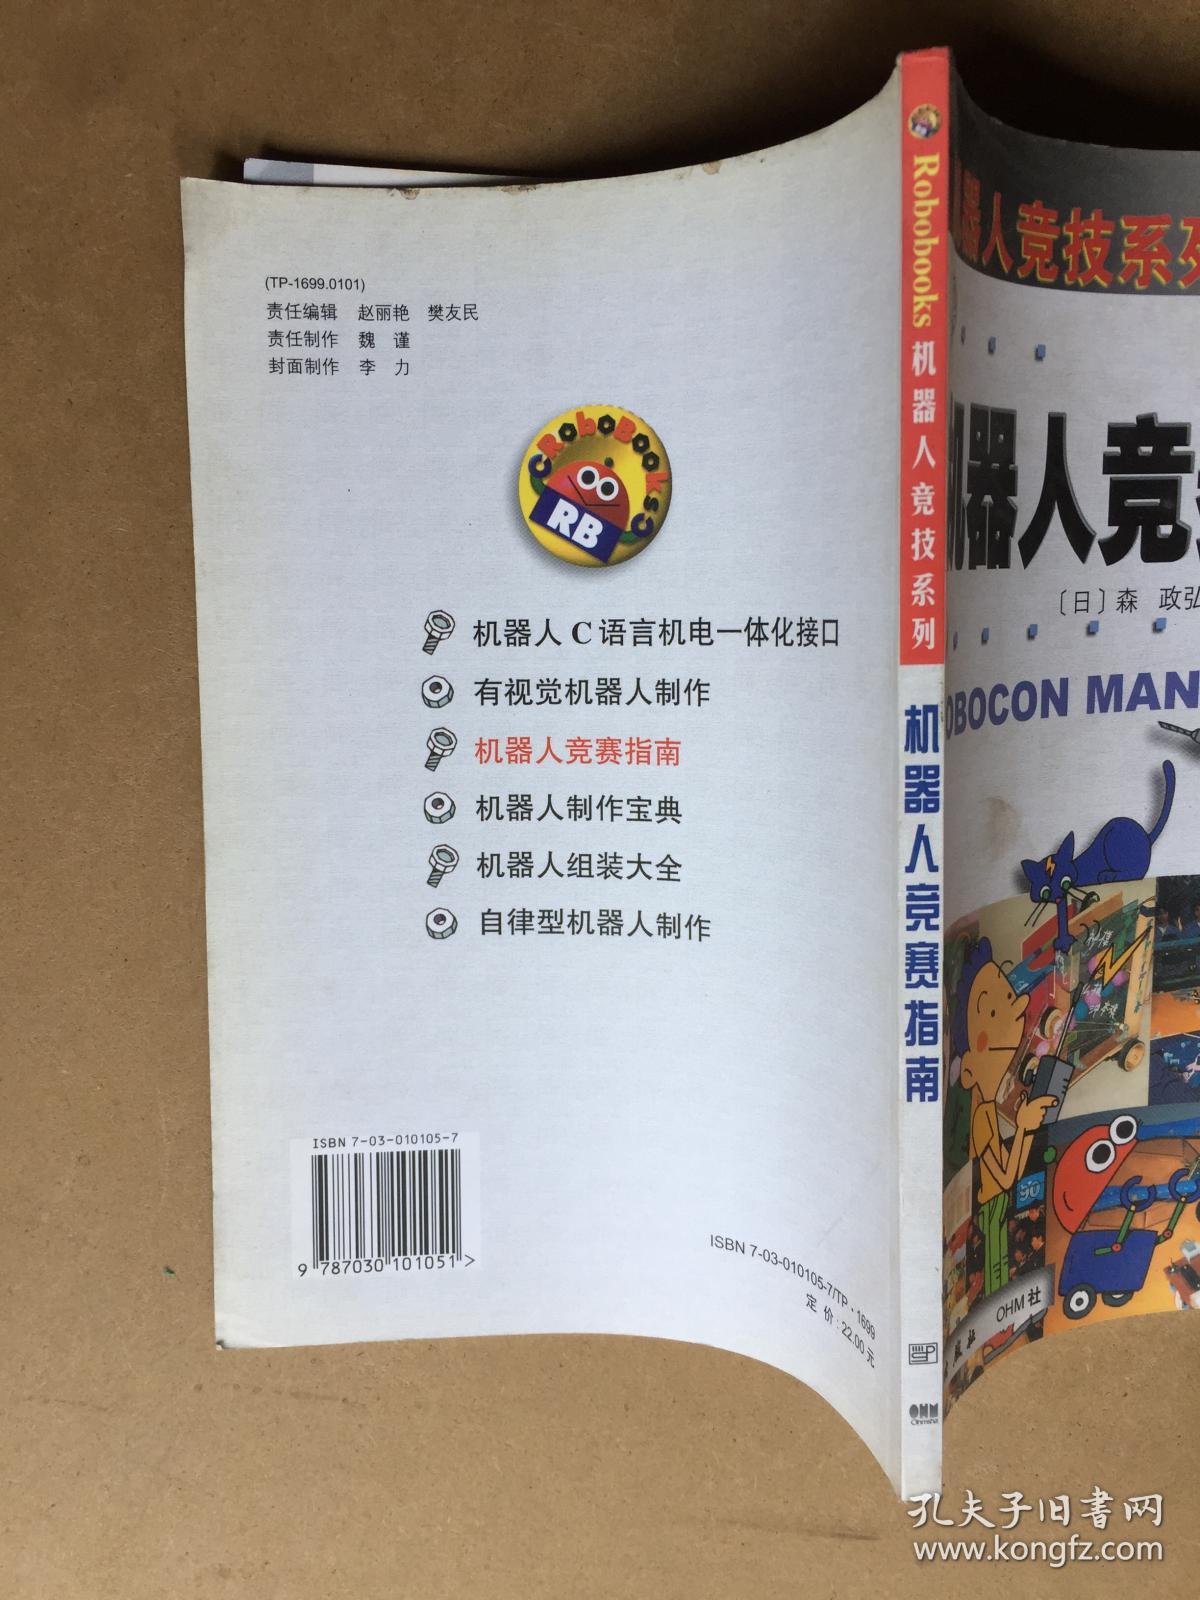 (TP-1699.0101)
责任编辑 赵丽艳 樊友民
责任制作 魏 谨
封面制作 李 力
RoboBooks
RB
机器人 C 语言机电一体化接口
有视觉机器人制作
机器人竞赛指南
机器人制作宝典
机器人组装大全
自律型机器人制作
ISBN 7-03-010105-7
9 787030 101051 >
ISBN 7-03-010105-7/TP · 1699
定 价: 22.00 元
Robobooks 机器人竞技系列
机器人竞赛指南
OHM
Ohmsha
器人竞技系列
机器人竞
〔日〕森 政弘
OBOCON MAN
OHM社
版社
孔夫子旧书网
www.kongfz.com